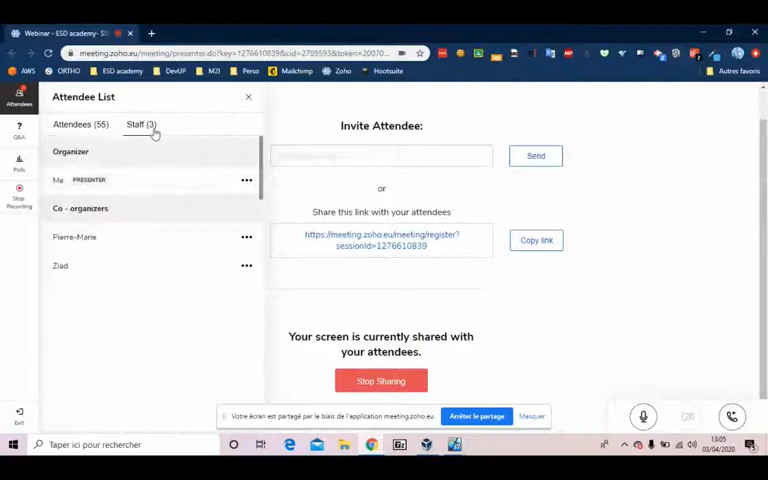 Webinar - ESD academy- SS
meeting.zoho.eu/meeting/presenter.do?key=1276610839&cid=2789593&token=20070
AWS
ORTHO
ESD academy
DevUP
MZI
Perso
Mailchimp
Zoho
Hootsuite
Autres favoris
Attendees
Q&A
Polls
Stop
Recording
Exit
Attendee List
Attendees (55)
Staff (3)
Organizer
Me PRESENTER
Co - organizers
Pierre-Marie
Ziad
Invite Attendee:
Send
or
Share this link with your attendees
https://meeting.zoho.eu/meeting/register?
sessionId=1276610839
Copy link
Your screen is currently shared with
your attendees.
Stop Sharing
Votre écran est partagé par le biais de l'application meeting.zoho.eu.
Arrêter le partage
Masquer
Taper ici pour rechercher
13:05
03/04/2020